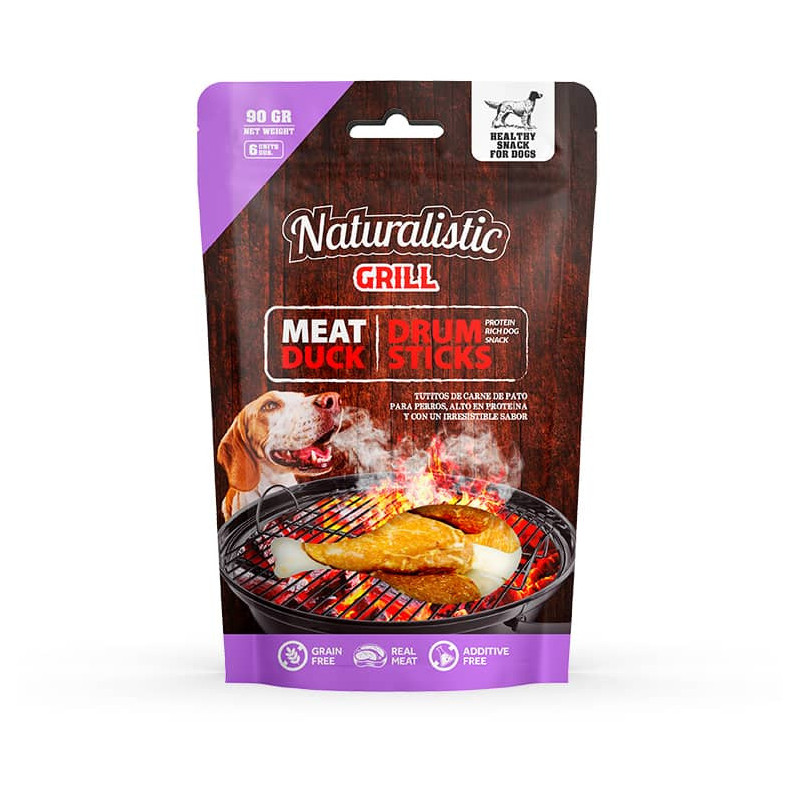 90 GR
NET WEIGHT
6 UNITS
UDS.
HEALTHY
SNACK
FOR DOGS
Naturalistic
GRILL
MEAT
DUCK
DRUM
STICKS
PROTEIN
RICH DOG
SNACK
TUTITOS DE CARNE DE PATO
PARA PERROS, ALTO EN PROTEÍNA
Y CON UN IRRESISTIBLE SABOR
GRAIN
FREE
REAL
MEAT
ADDITIVE
FREE